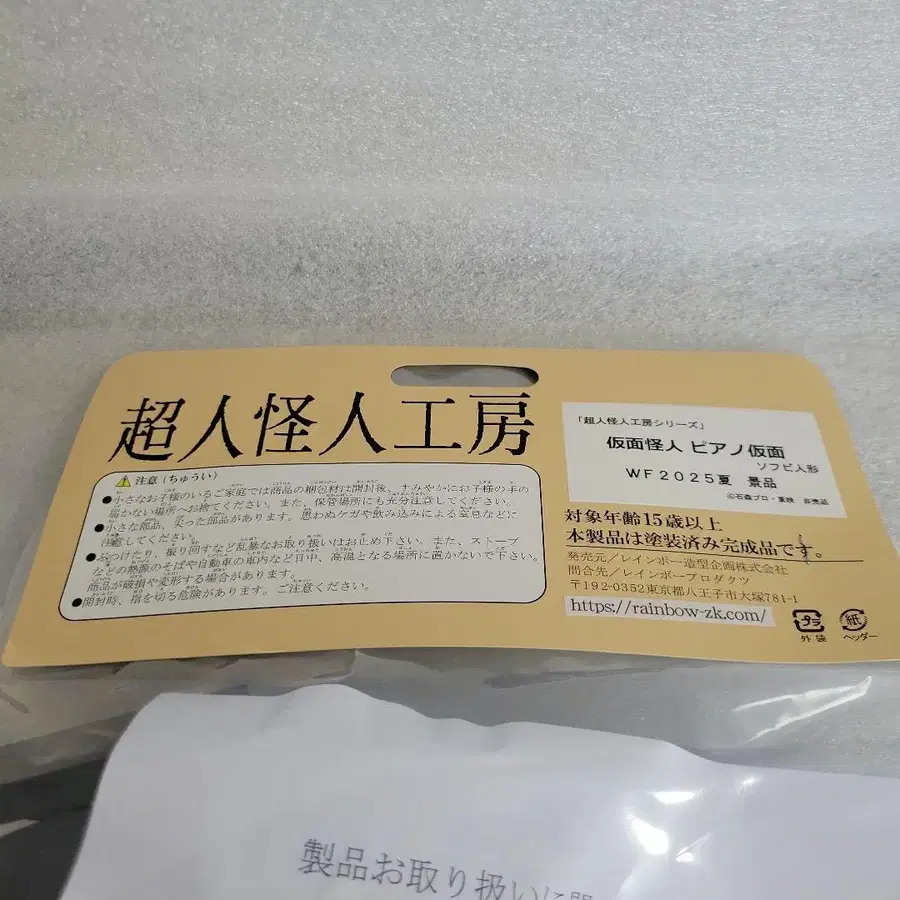 超人怪人工房
注意（ちゅうい）
●小さなお子様のいるご家庭では商品の梱包材は開封後、すみやかにお子様の手の
届かない場所へお捨てください。また、保管場所にも充分注意してください。
●小さな部品、尖った部品があります。思わぬケガや飲み込みによる窒息などに
注意してください。
●ぶつけたり、振り回すなど乱暴なお取り扱いはお止め下さい。また、ストーブ
などの熱源のそばや自動車の車内など日中、高温となる場所に置かないで下さい。
商品が破損や変形する場合があります。
●開封時、指を切る危険があります。ご注意ください。
「超人怪人工房シリーズ」
仮面怪人 ピアノ仮面
ソフビ人形
WF2025夏 景品
©石森プロ・東映 非売品
対象年齢15歳以上
本製品は塗装済み完成品です。
発売元／レインボー造型企画株式会社
問合先／レインボープロダクツ
〒192-0352東京都八王子市大塚781-1
https://rainbow-zk.com/
プラ
外袋
紙
ヘッダー
製品お取り扱いに